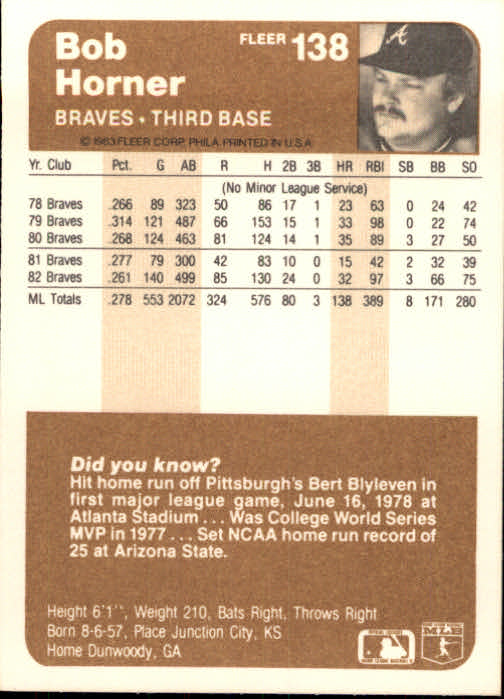 Bob
Horner
FLEER 138
A
BRAVES • THIRD BASE
© 1983 FLEER CORP., PHILA. PRINTED IN U.S.A.
Yr. Club Pct. G AB R H 2B 3B HR RBI SB BB SO
(No Minor League Service)
78 Braves .266 89 323 50 86 17 1 23 63 0 24 42
79 Braves .314 121 487 66 153 15 1 33 98 0 22 74
80 Braves .268 124 463 81 124 14 1 35 89 3 27 50
81 Braves .277 79 300 42 83 10 0 15 42 2 32 39
82 Braves .261 140 499 85 130 24 0 32 97 3 66 75
ML Totals .278 553 2072 324 576 80 3 138 389 8 171 280
Did you know?
Hit home run off Pittsburgh's Bert Blyleven in
first major league game, June 16, 1978 at
Atlanta Stadium . . . Was College World Series
MVP in 1977 . . . Set NCAA home run record of
25 at Arizona State.
Height 6'1'', Weight 210, Bats Right, Throws Right
Born 8-6-57, Place Junction City, KS
Home Dunwoody, GA
MLB